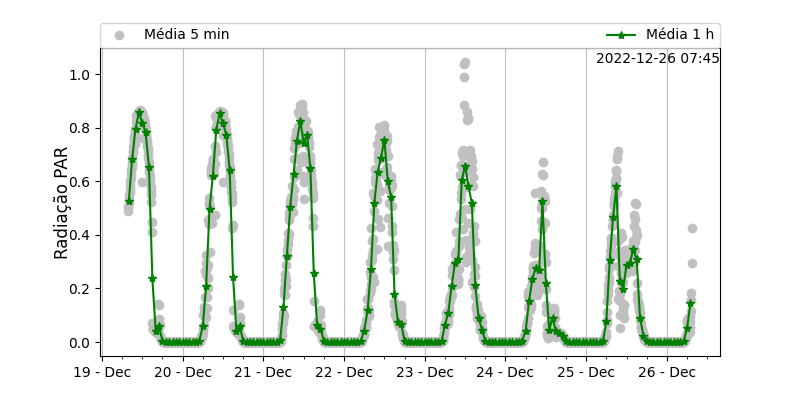 Média 5 min
Média 1 h
2022-12-26 07:45
Radiação PAR
1.0
0.8
0.6
0.4
0.2
0.0
19 - Dec
20 - Dec
21 - Dec
22 - Dec
23 - Dec
24 - Dec
25 - Dec
26 - Dec